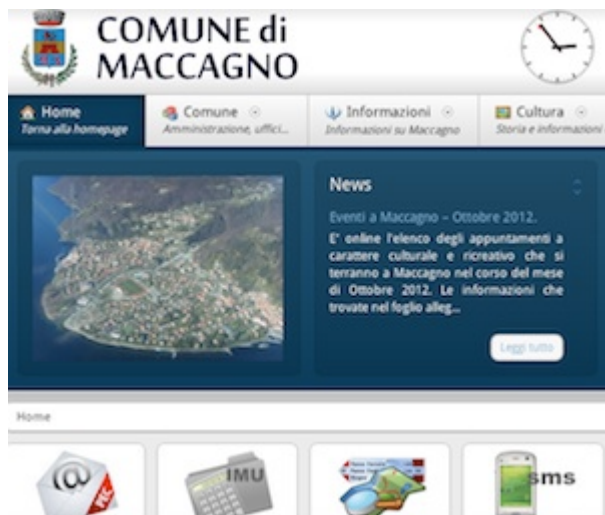 COMUNE di
MACCAGNO
Home
Torna alla homepage
Comune
Amministrazione, uffici...
Informazioni
Informazioni su Maccagno
Cultura
Storia e informazioni
News
Eventi a Maccagno – Ottobre 2012.
E' online l'elenco degli appuntamenti a
carattere culturale e ricreativo che si
terranno a Maccagno nel corso del mese
di Ottobre 2012. Le informazioni che
trovate nel foglio alleg...
Leggi tutto
Home
@
PEC
IMU
sms